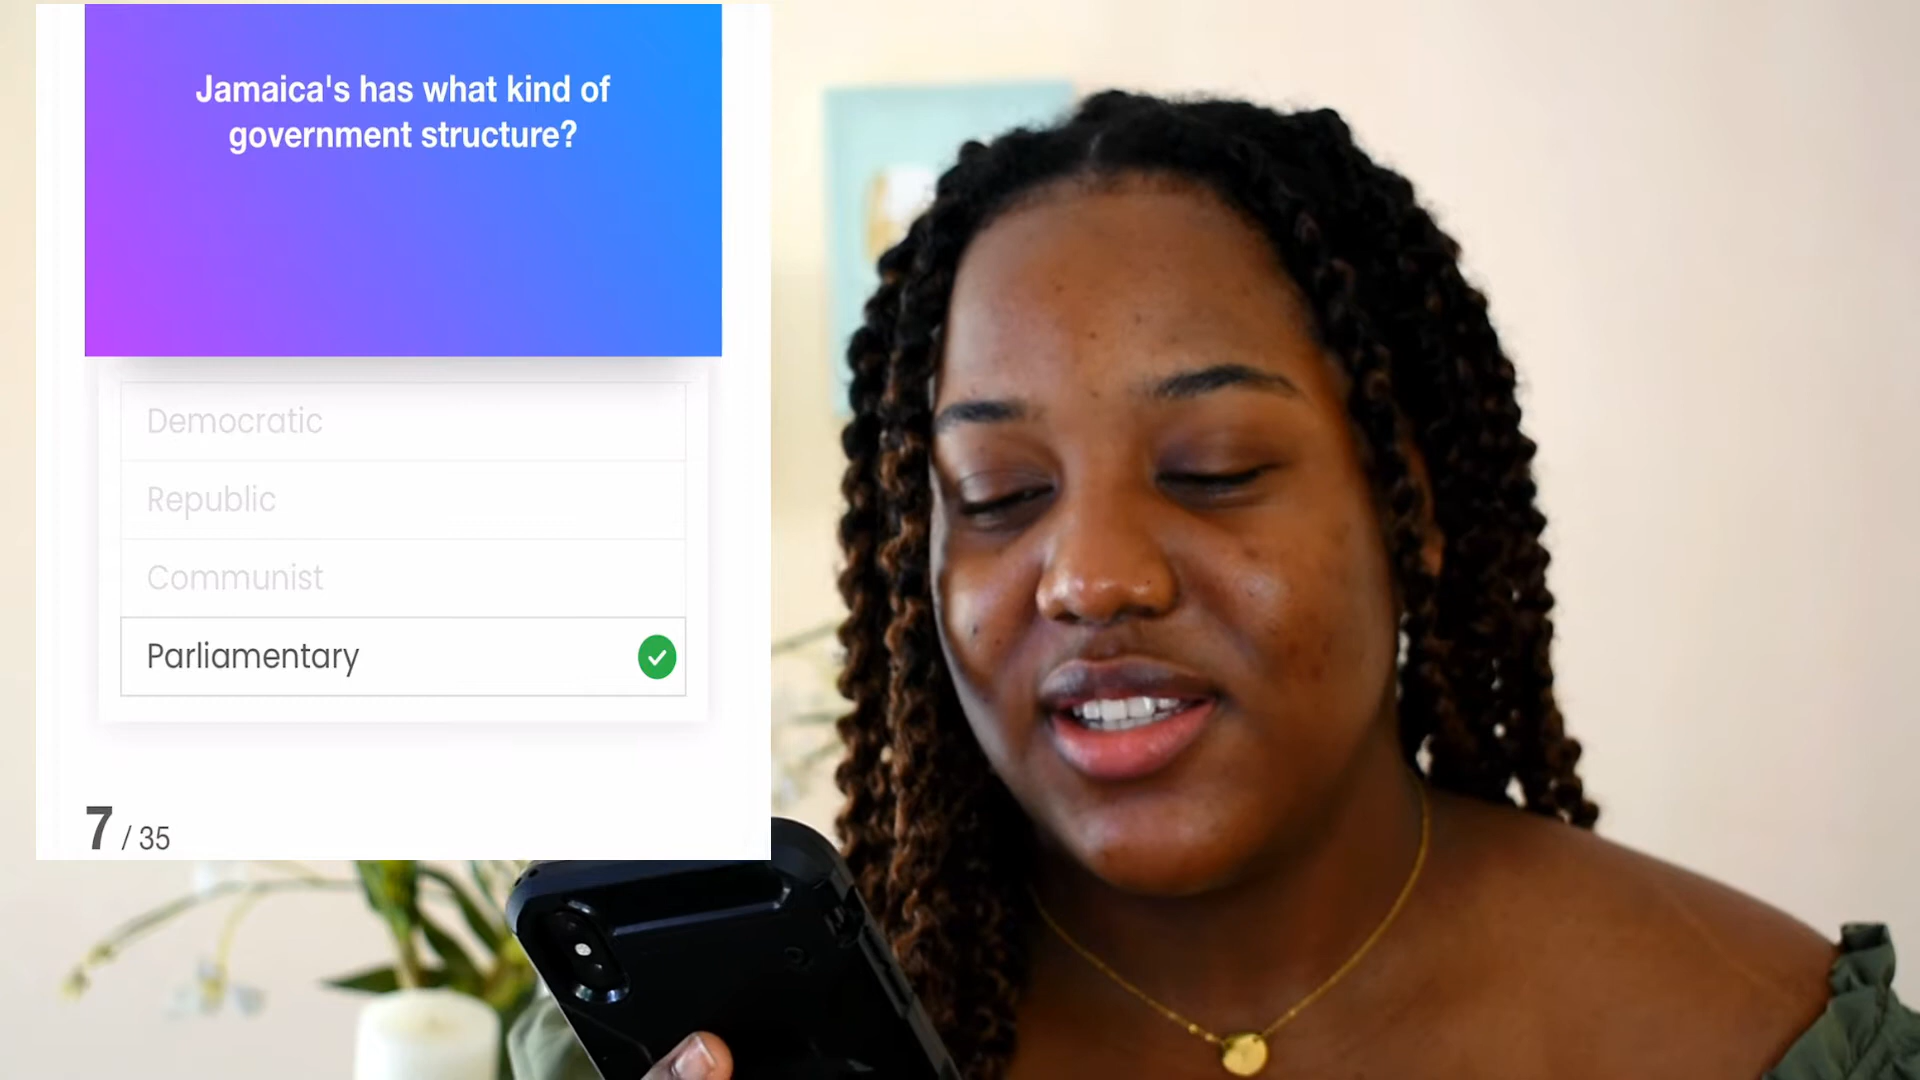 Jamaica's has what kind of
government structure?
Democratic
Republic
Communist
Parliamentary
7 / 35